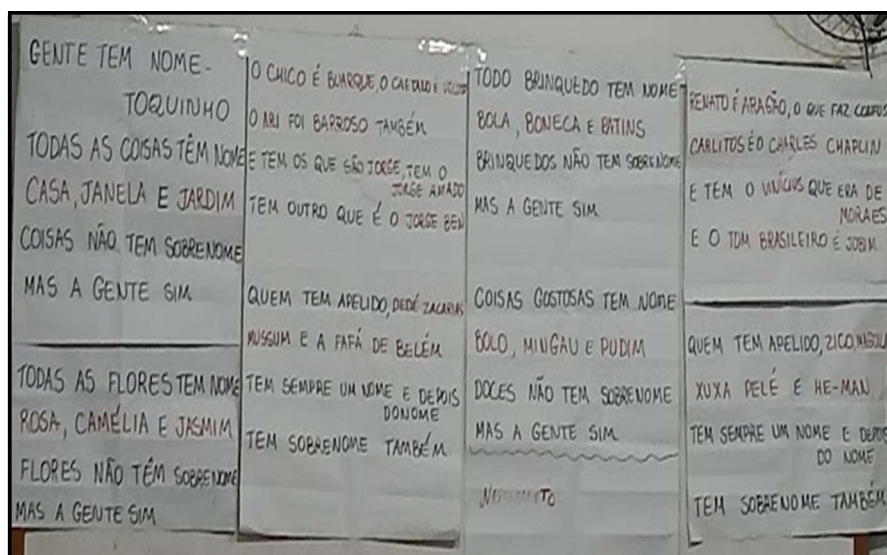 GENTE TEM NOME -
TOQUINHO
TODAS AS COISAS TÊM NOME
CASA, JANELA E JARDIM
COISAS NÃO TEM SOBRENOME
MAS A GENTE SIM
TODAS AS FLORES TEM NOME
ROSA, CAMÉLIA E JASMIM
FLORES NÃO TÊM SOBRENOME
MAS A GENTE SIM
O CHICO É BUARQUE, O CAETANO É VELOSO
O ARI FOI BARROSO TAMBÉM
E TEM OS QUE SÃO JORGE, TEM O
JORGE AMADO
TEM OUTRO QUE É O JORGE BEN
QUEM TEM APELIDO, DEDÉ ZACARIAS
MUSSUM E A FAFÁ DE BELÉM
TEM SEMPRE UM NOME E DEPOIS
DO NOME
TEM SOBRENOME TAMBÉM
TODO BRINQUEDO TEM NOME
BOLA, BONECA E PATINS
BRINQUEDOS NÃO TEM SOBRENOME
MAS A GENTE SIM
COISAS GOSTOSAS TEM NOME
BOLO, MINGAU E PUDIM
DOCES NÃO TEM SOBRENOME
MAS A GENTE SIM
RENATO É ARAGÃO, O QUE FAZ
CARLITOS É O CHARLES CHAPLIN
E TEM O VINÍCIUS QUE ERA DE
MORAES
E O TOM BRASILEIRO É JOBIM
QUEM TEM APELIDO, ZICO,
XUXA PELÉ E HE-MAN
TEM SEMPRE UM NOME E DEPOIS
DO NOME
TEM SOBRENOME TAMBÉM